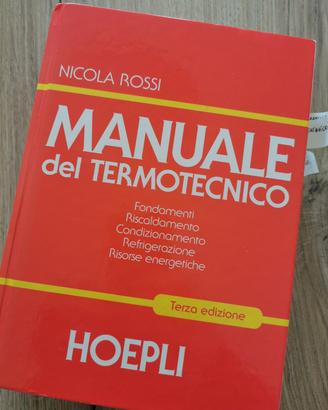 NICOLA ROSSI
MANUALE
del TERMOTECNICO
Fondamenti
Riscaldamento
Condizionamento
Refrigerazione
Risorse energetiche
Terza edizione
HOEPLI